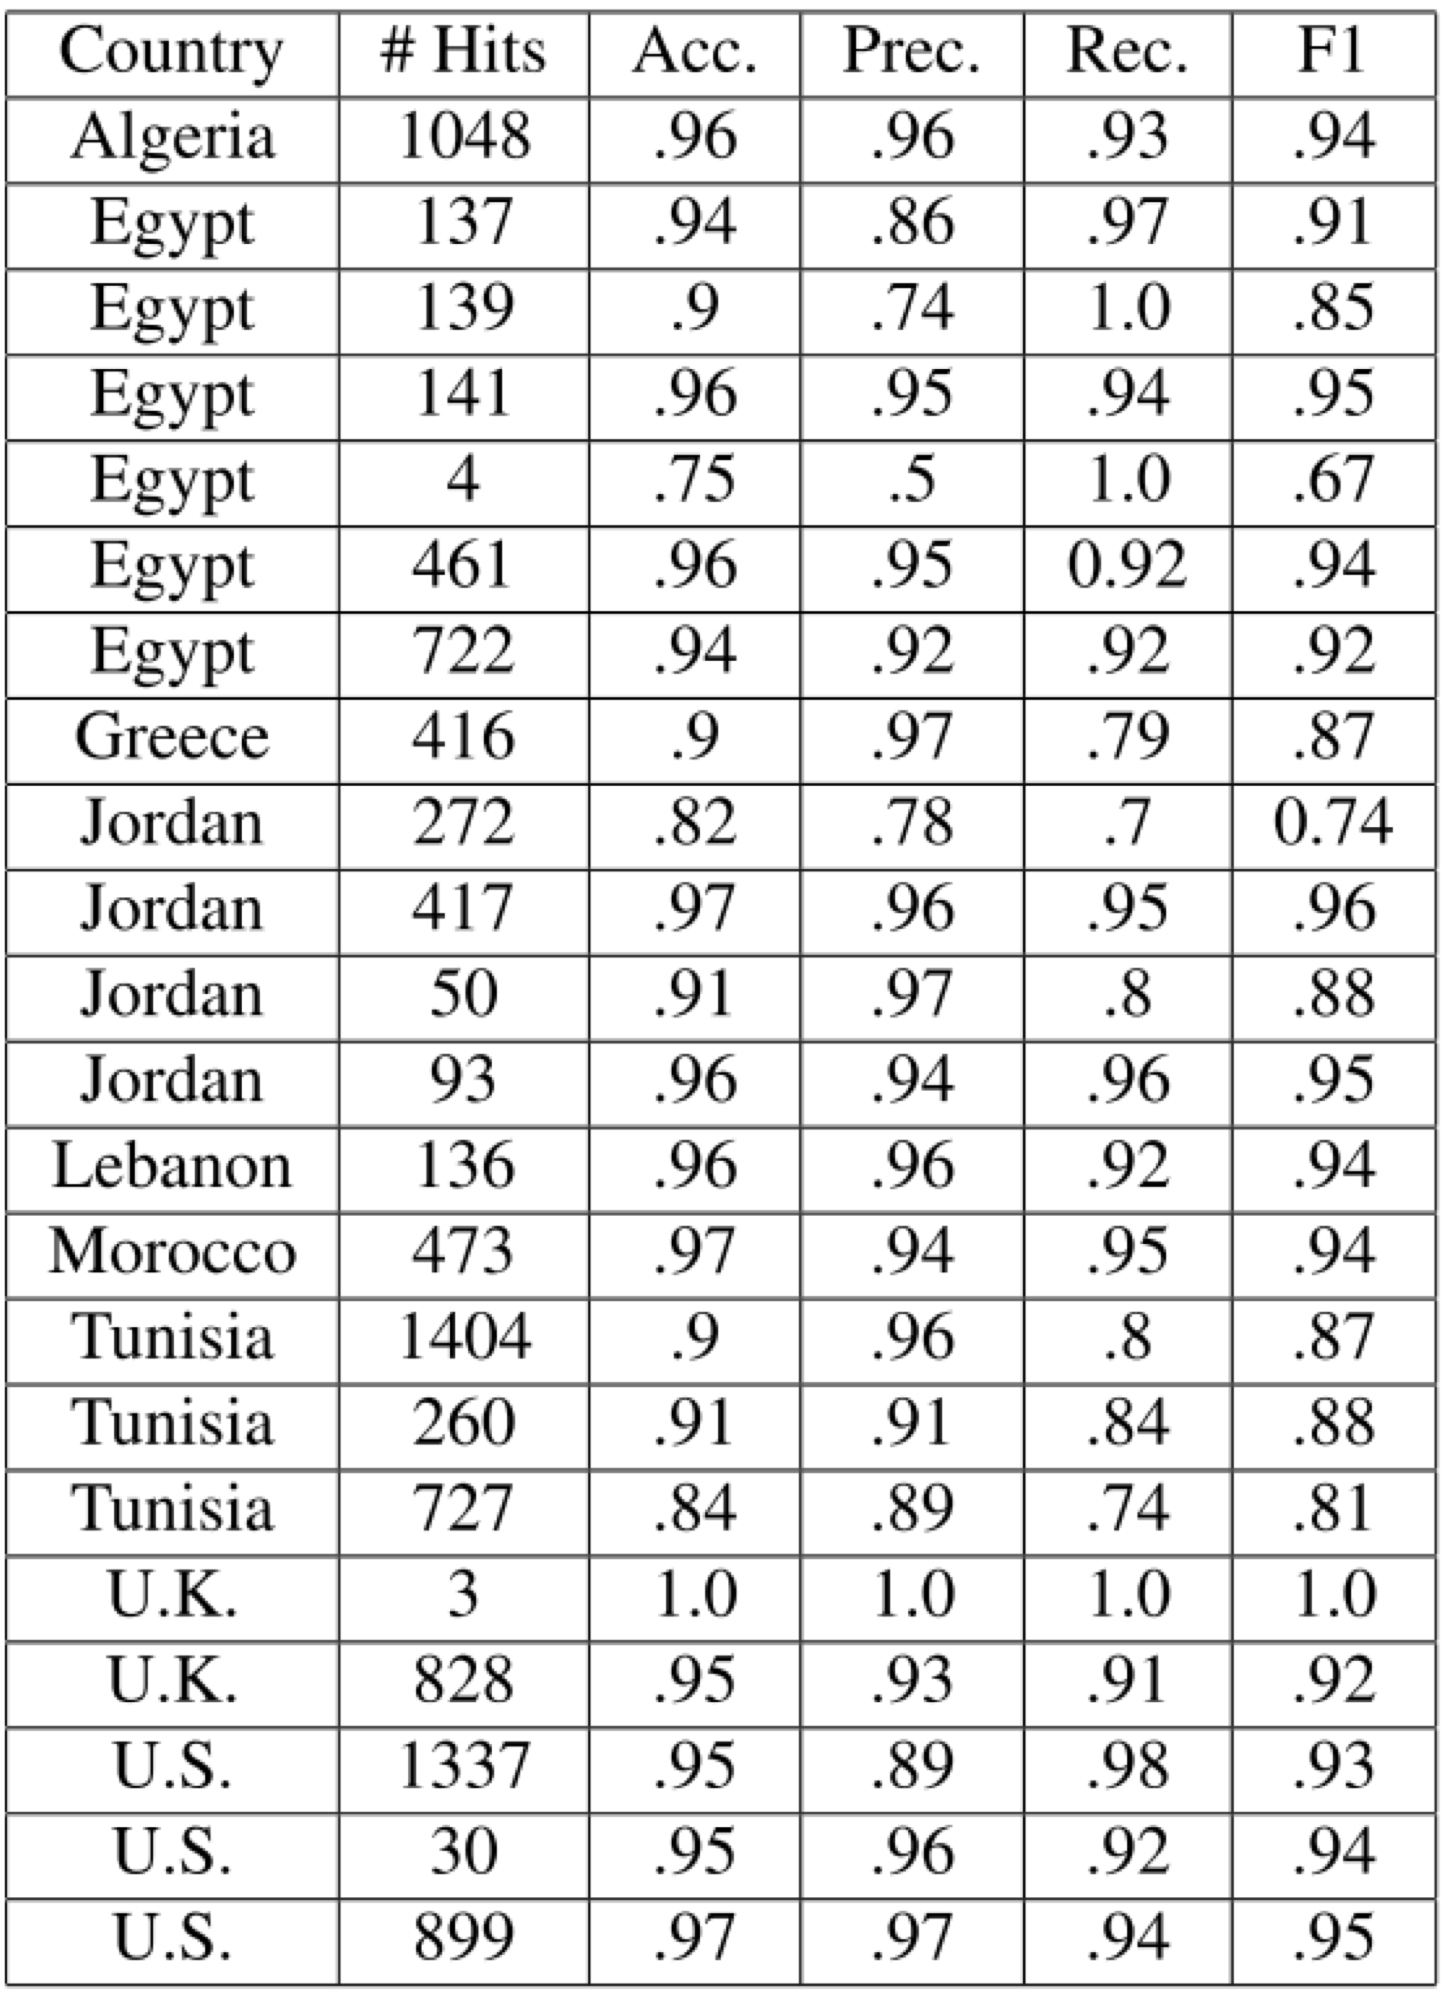 Country # Hits Acc. Prec. Rec. F1
Algeria 1048 .96 .96 .93 .94
Egypt 137 .94 .86 .97 .91
Egypt 139 .9 .74 1.0 .85
Egypt 141 .96 .95 .94 .95
Egypt 4 .75 .5 1.0 .67
Egypt 461 .96 .95 0.92 .94
Egypt 722 .94 .92 .92 .92
Greece 416 .9 .97 .79 .87
Jordan 272 .82 .78 .7 0.74
Jordan 417 .97 .96 .95 .96
Jordan 50 .91 .97 .8 .88
Jordan 93 .96 .94 .96 .95
Lebanon 136 .96 .96 .92 .94
Morocco 473 .97 .94 .95 .94
Tunisia 1404 .9 .96 .8 .87
Tunisia 260 .91 .91 .84 .88
Tunisia 727 .84 .89 .74 .81
U.K. 3 1.0 1.0 1.0 1.0
U.K. 828 .95 .93 .91 .92
U.S. 1337 .95 .89 .98 .93
U.S. 30 .95 .96 .92 .94
U.S. 899 .97 .97 .94 .95